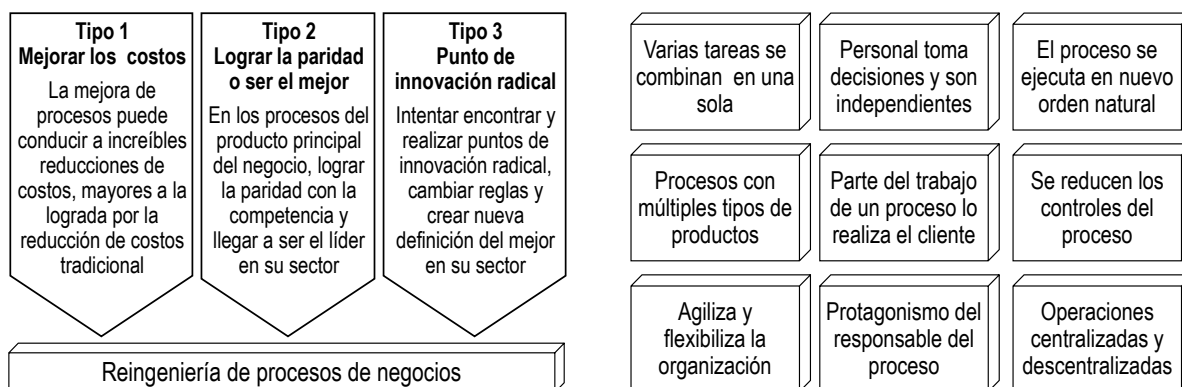 Tipo 1
Mejorar los costos
La mejora de
procesos puede
conducir a increíbles
reducciones de
costos, mayores a la
lograda por la
reducción de costos
tradicional
Tipo 2
Lograr la paridad
o ser el mejor
En los procesos del
producto principal
del negocio, lograr
la paridad con la
competencia y
llegar a ser el líder
en su sector
Tipo 3
Punto de
innovación radical
Intentar encontrar y
realizar puntos de
innovación radical,
cambiar reglas y
crear nueva
definición del mejor
en su sector
Reingeniería de procesos de negocios
Varias tareas se
combinan en una
sola
Personal toma
decisiones y son
independientes
El proceso se
ejecuta en nuevo
orden natural
Procesos con
múltiples tipos de
productos
Parte del trabajo
de un proceso lo
realiza el cliente
Se reducen los
controles del
proceso
Agiliza y
flexibiliza la
organización
Protagonismo del
responsable del
proceso
Operaciones
centralizadas y
descentralizadas